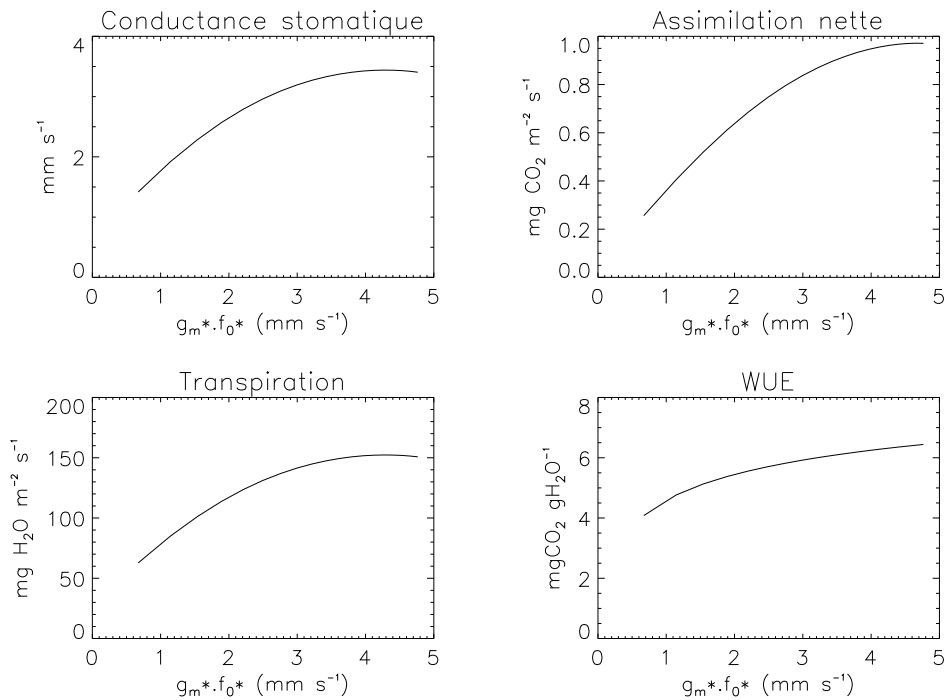 Conductance stomatique
4
2
0
mm s⁻¹
0 1 2 3 4 5
gₘ*.f₀* (mm s⁻¹)
Assimilation nette
1.0
0.8
0.6
0.4
0.2
0.0
mg CO₂ m⁻² s⁻¹
0 1 2 3 4 5
gₘ*.f₀* (mm s⁻¹)
Transpiration
200
150
100
50
0
mg H₂O m⁻² s⁻¹
0 1 2 3 4 5
gₘ*.f₀* (mm s⁻¹)
WUE
8
6
4
2
0
mgCO₂ gH₂O⁻¹
0 1 2 3 4 5
gₘ*.f₀* (mm s⁻¹)